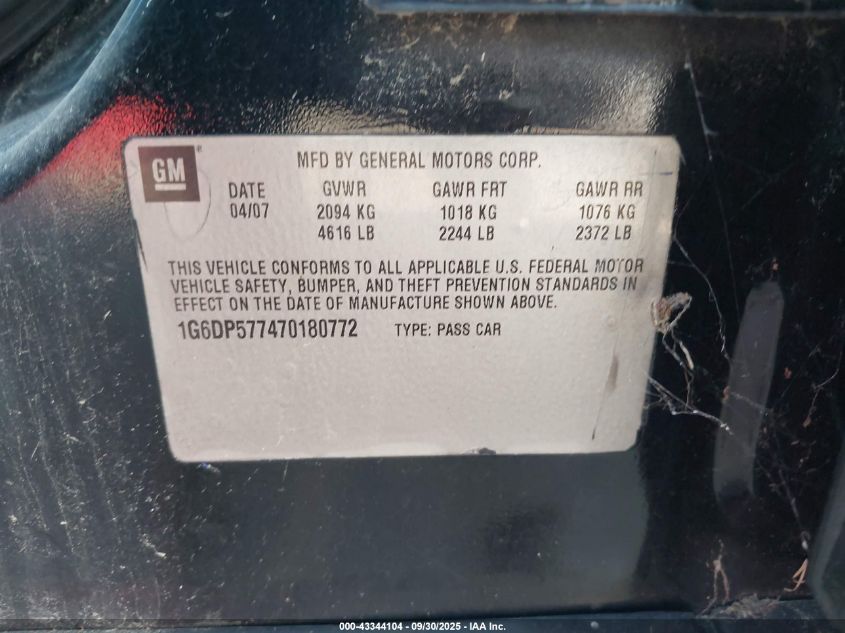 GM
MFD BY GENERAL MOTORS CORP.
DATE GVWR GAWR FRT GAWR RR
04/07 2094 KG 1018 KG 1076 KG
4616 LB 2244 LB 2372 LB
THIS VEHICLE CONFORMS TO ALL APPLICABLE U.S. FEDERAL MOTOR
VEHICLE SAFETY, BUMPER, AND THEFT PREVENTION STANDARDS IN
EFFECT ON THE DATE OF MANUFACTURE SHOWN ABOVE.
1G6DP577470180772 TYPE: PASS CAR
000-43344104 - 09/30/2025 - IAA Inc.